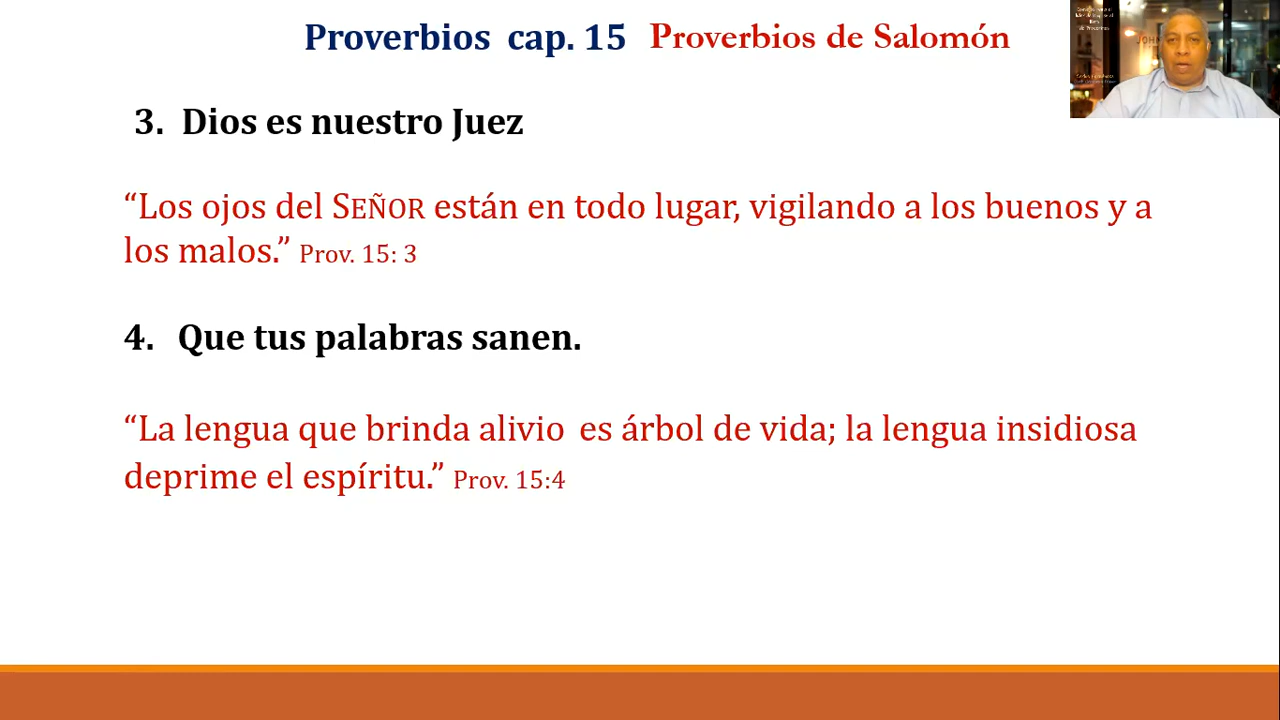 Proverbios cap. 15 Proverbios de Salomón
3. Dios es nuestro Juez
“Los ojos del SEÑOR están en todo lugar, vigilando a los buenos y a
los malos.” Prov. 15: 3
4. Que tus palabras sanen.
“La lengua que brinda alivio es árbol de vida; la lengua insidiosa
deprime el espíritu.” Prov. 15:4